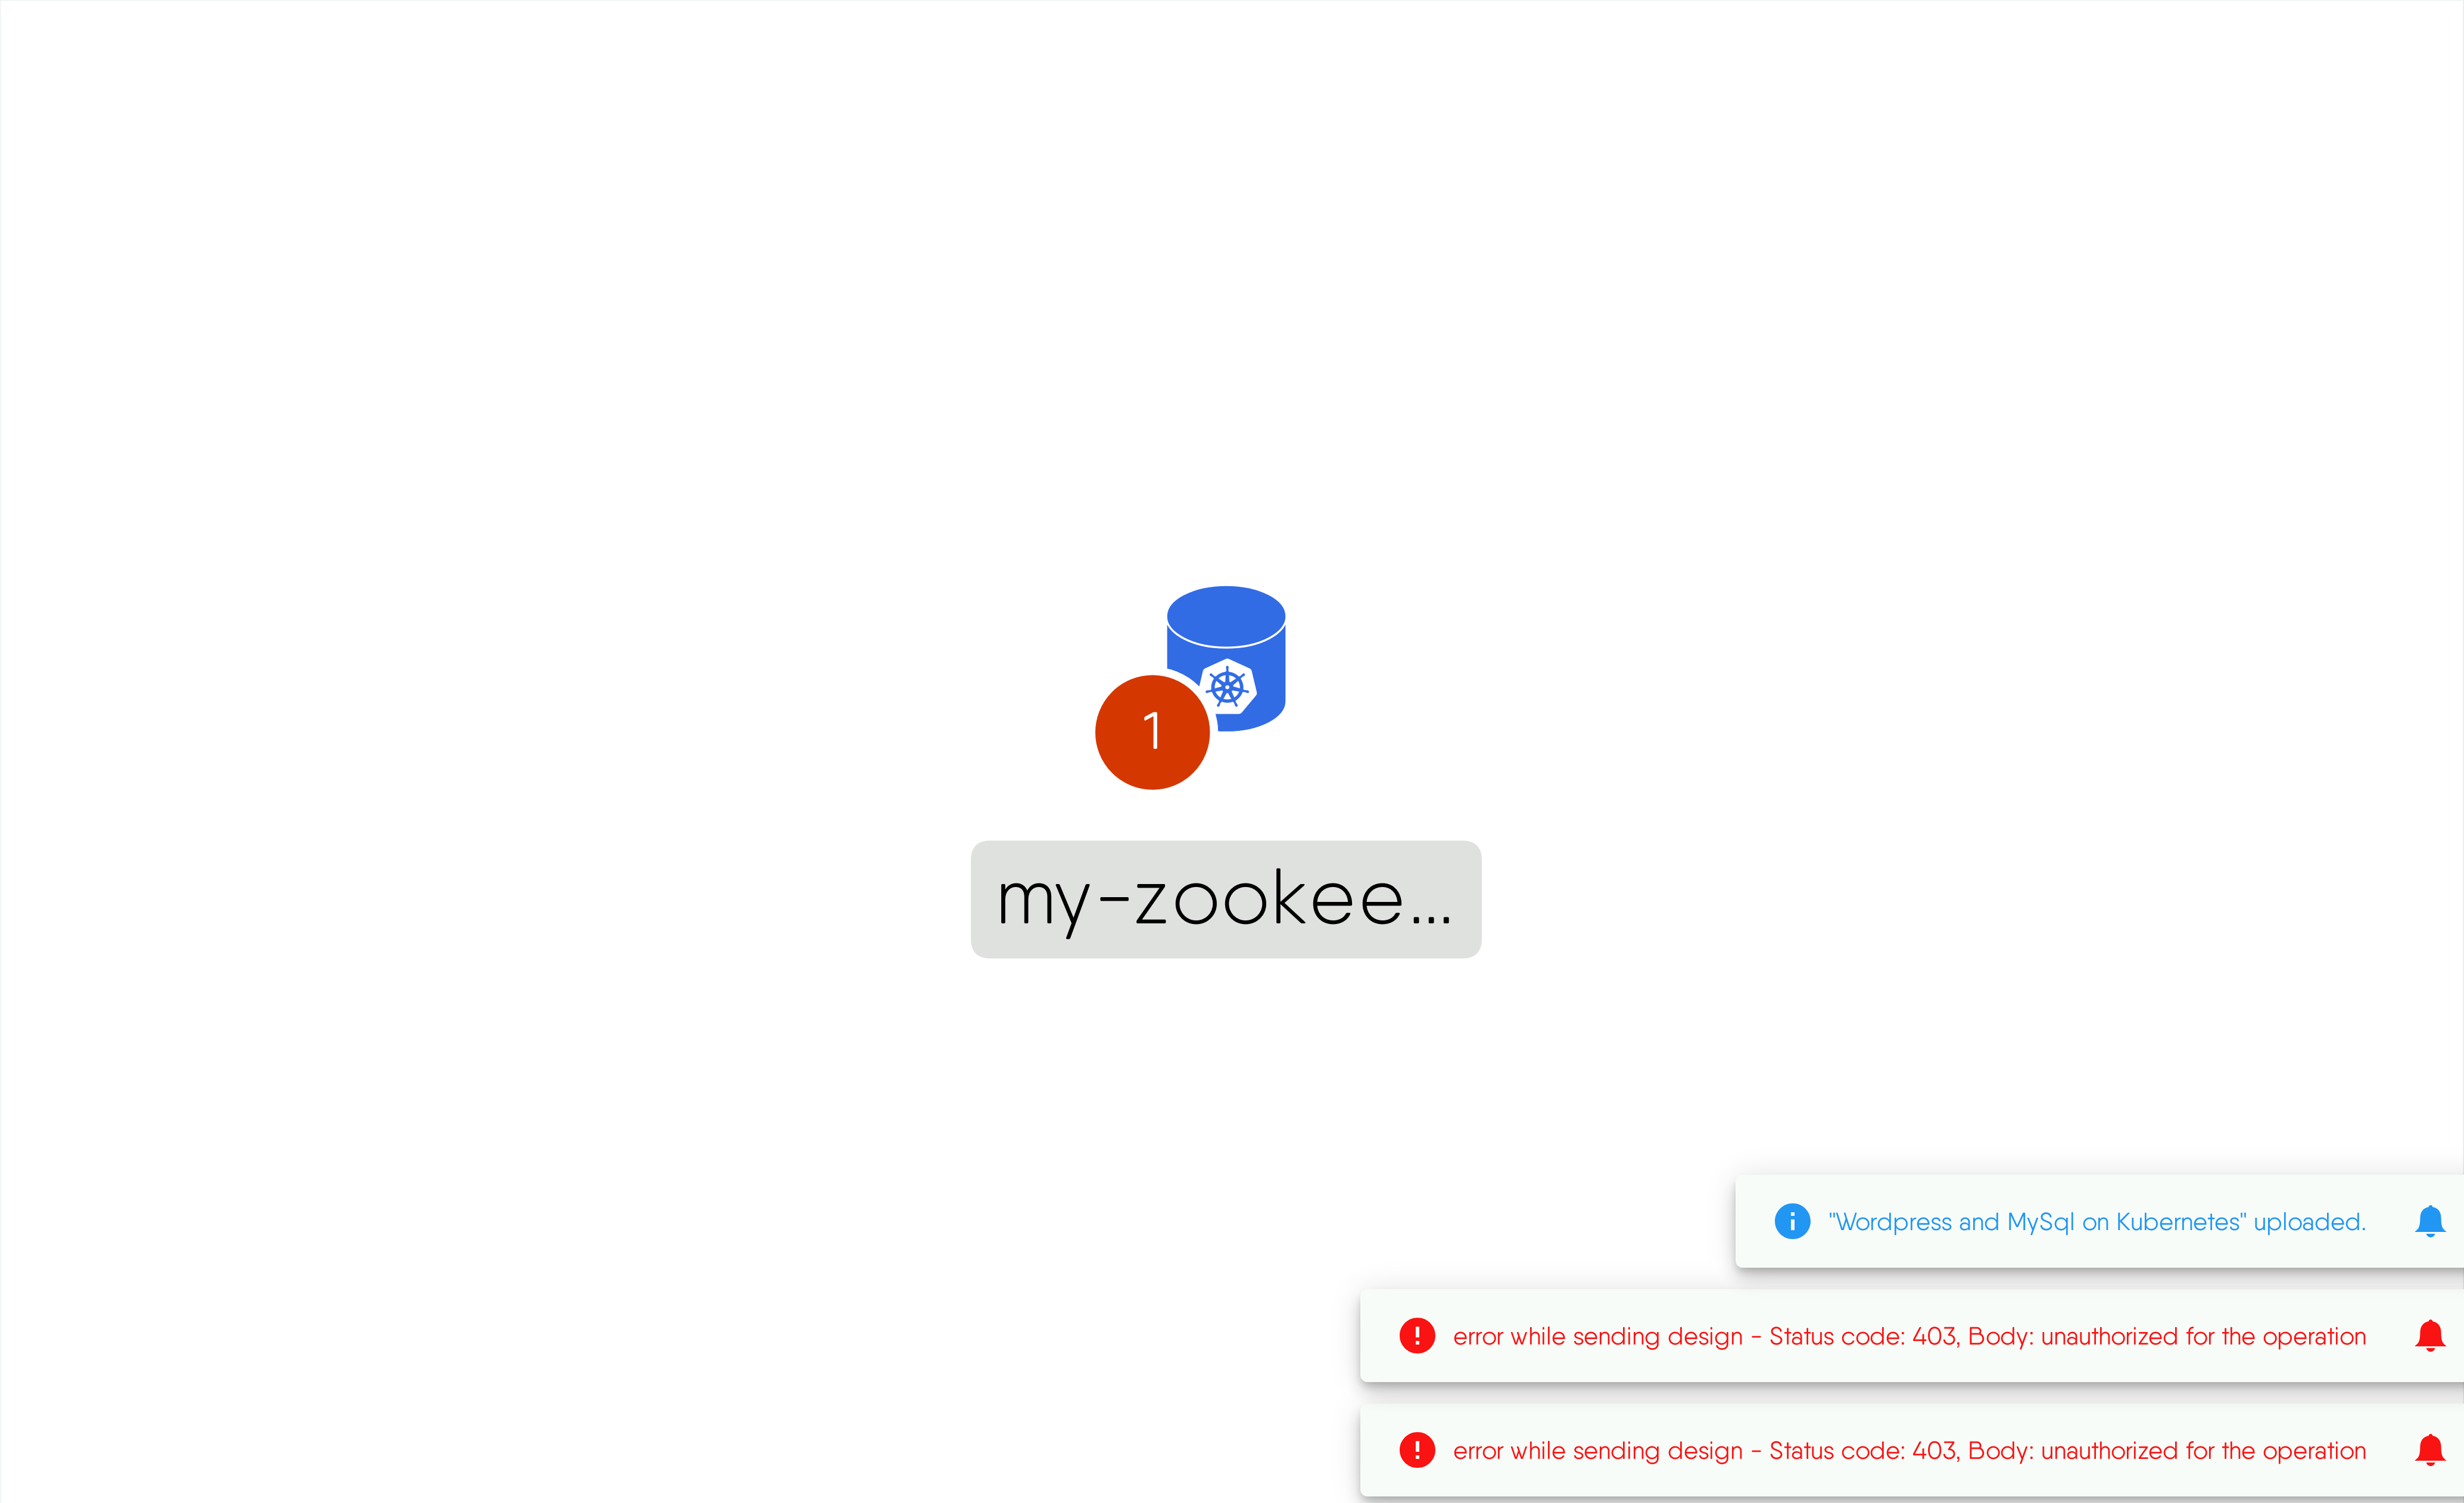 1
my-zookee...
"Wordpress and MySql on Kubernetes" uploaded.
error while sending design - Status code: 403, Body: unauthorized for the operation
error while sending design - Status code: 403, Body: unauthorized for the operation